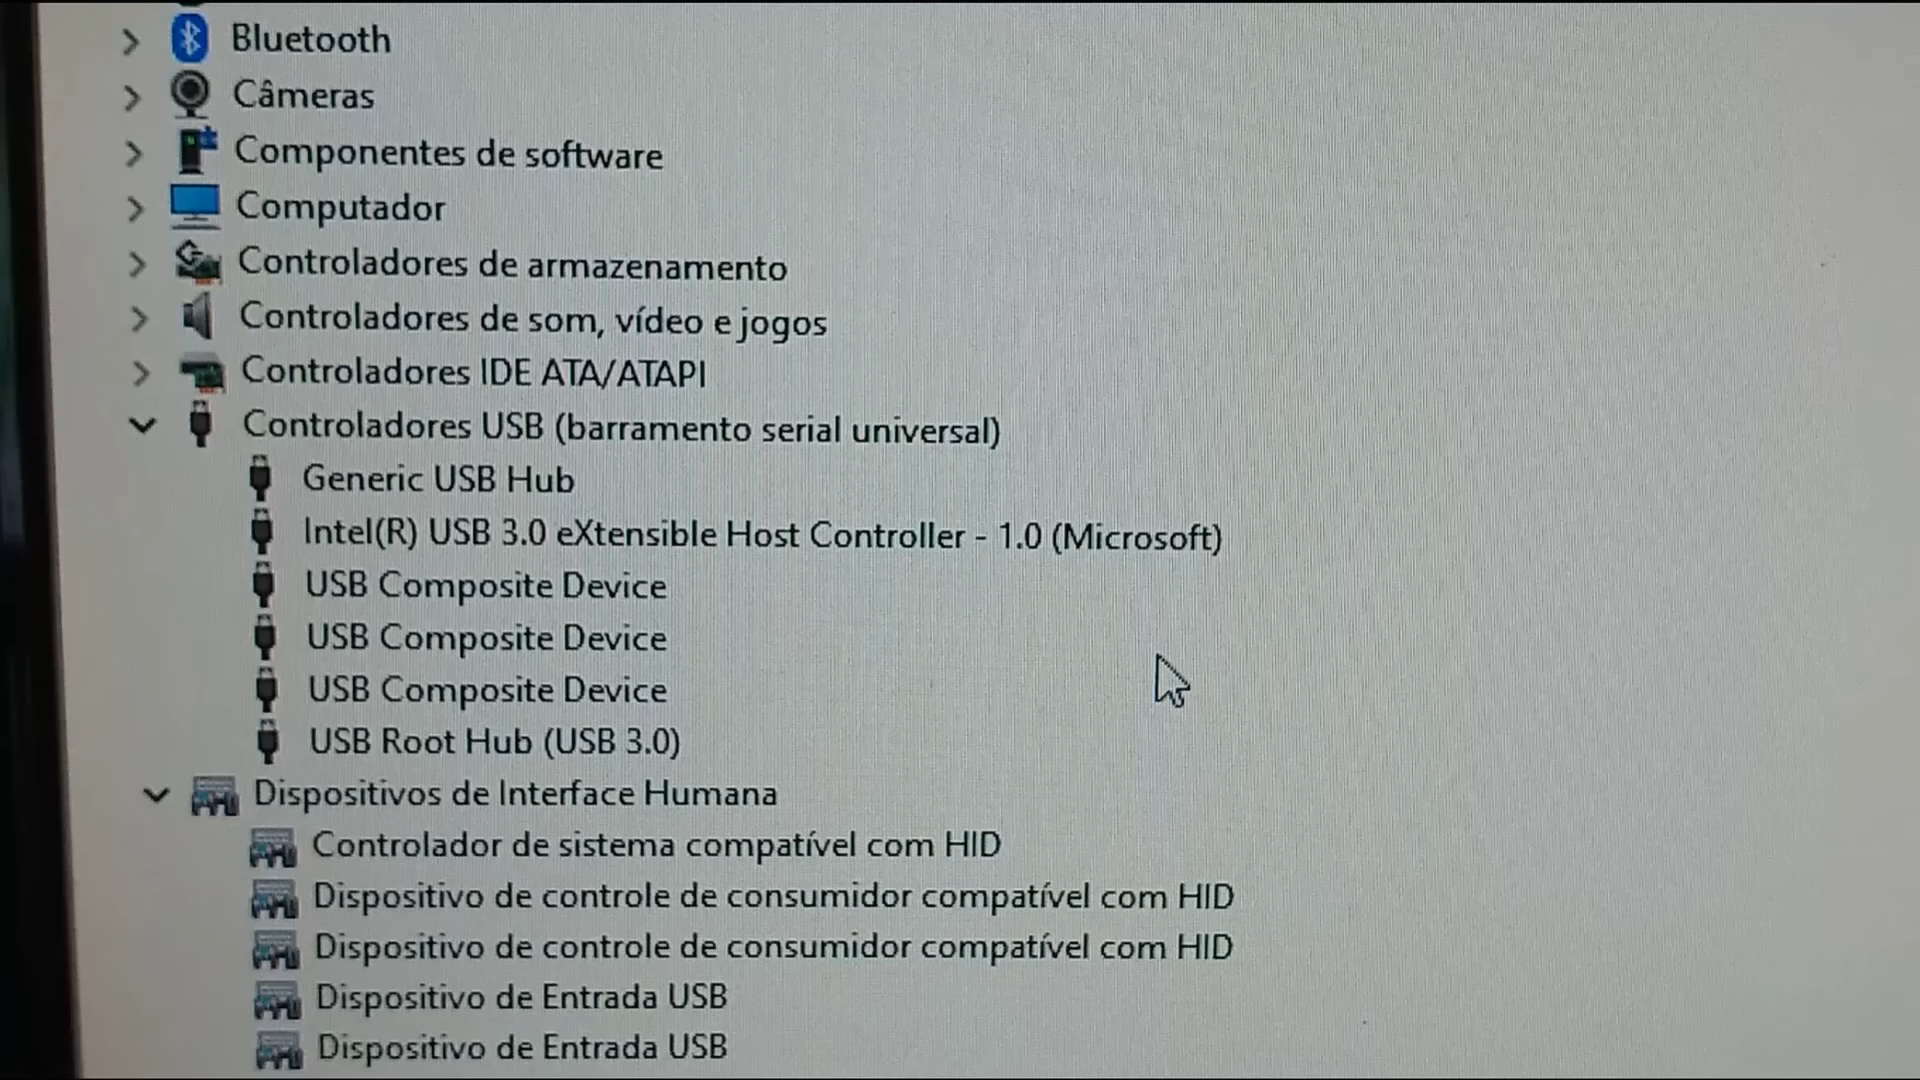 Bluetooth
Câmeras
Componentes de software
Computador
Controladores de armazenamento
Controladores de som, vídeo e jogos
Controladores IDE ATA/ATAPI
Controladores USB (barramento serial universal)
Generic USB Hub
Intel(R) USB 3.0 eXtensible Host Controller - 1.0 (Microsoft)
USB Composite Device
USB Composite Device
USB Composite Device
USB Root Hub (USB 3.0)
Dispositivos de Interface Humana
Controlador de sistema compatível com HID
Dispositivo de controle de consumidor compatível com HID
Dispositivo de controle de consumidor compatível com HID
Dispositivo de Entrada USB
Dispositivo de Entrada USB